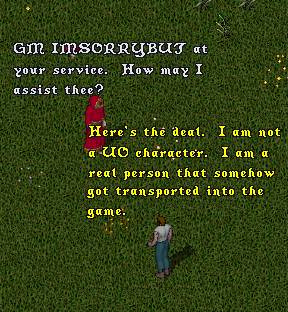 GM IMSORRYBUT at
your service. How may I
assist thee?
Here's the deal. I am not
a UO character. I am a
real person that somehow
got transported into the
game.